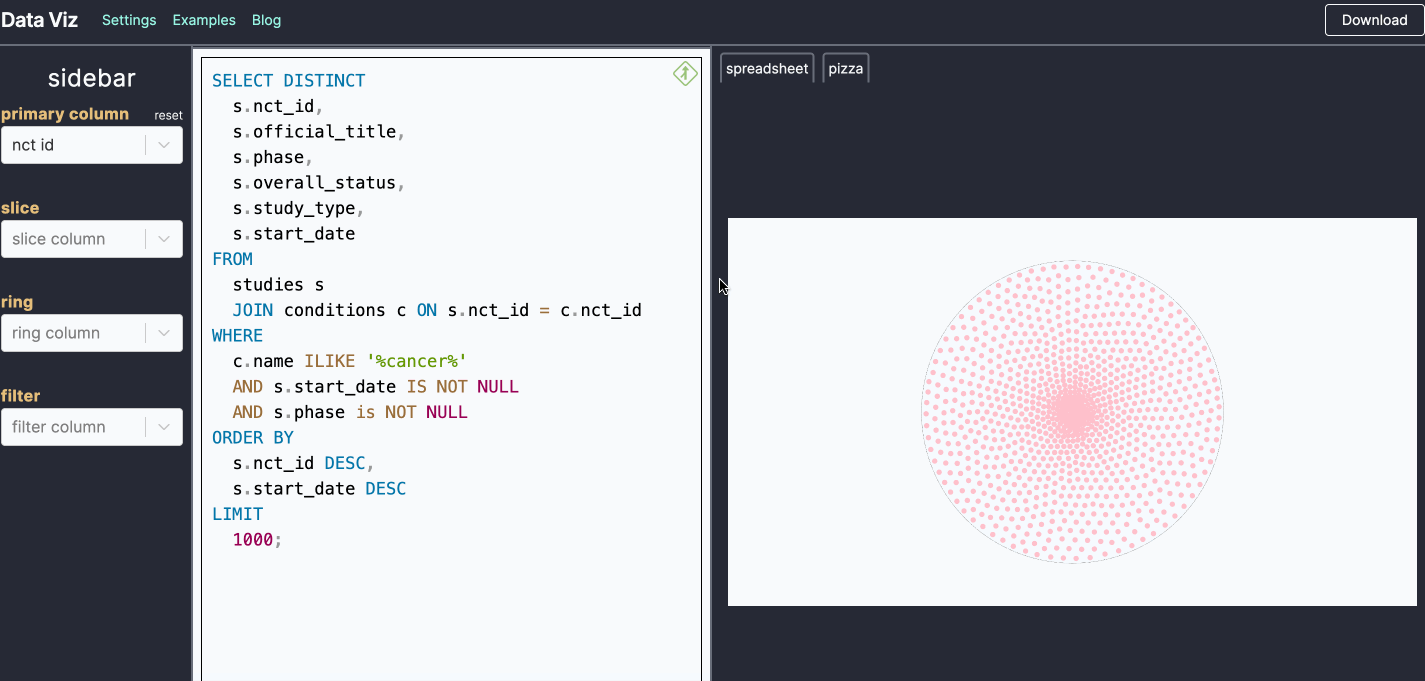 Data Viz Settings Examples Blog Download
sidebar
primary column reset
nct id
slice
slice column
ring
ring column
filter
filter column
SELECT DISTINCT
s.nct_id,
s.official_title,
s.phase,
s.overall_status,
s.study_type,
s.start_date
FROM
studies s
JOIN conditions c ON s.nct_id = c.nct_id
WHERE
c.name ILIKE '%cancer%'
AND s.start_date IS NOT NULL
AND s.phase is NOT NULL
ORDER BY
s.nct_id DESC,
s.start_date DESC
LIMIT
1000;
spreadsheet pizza